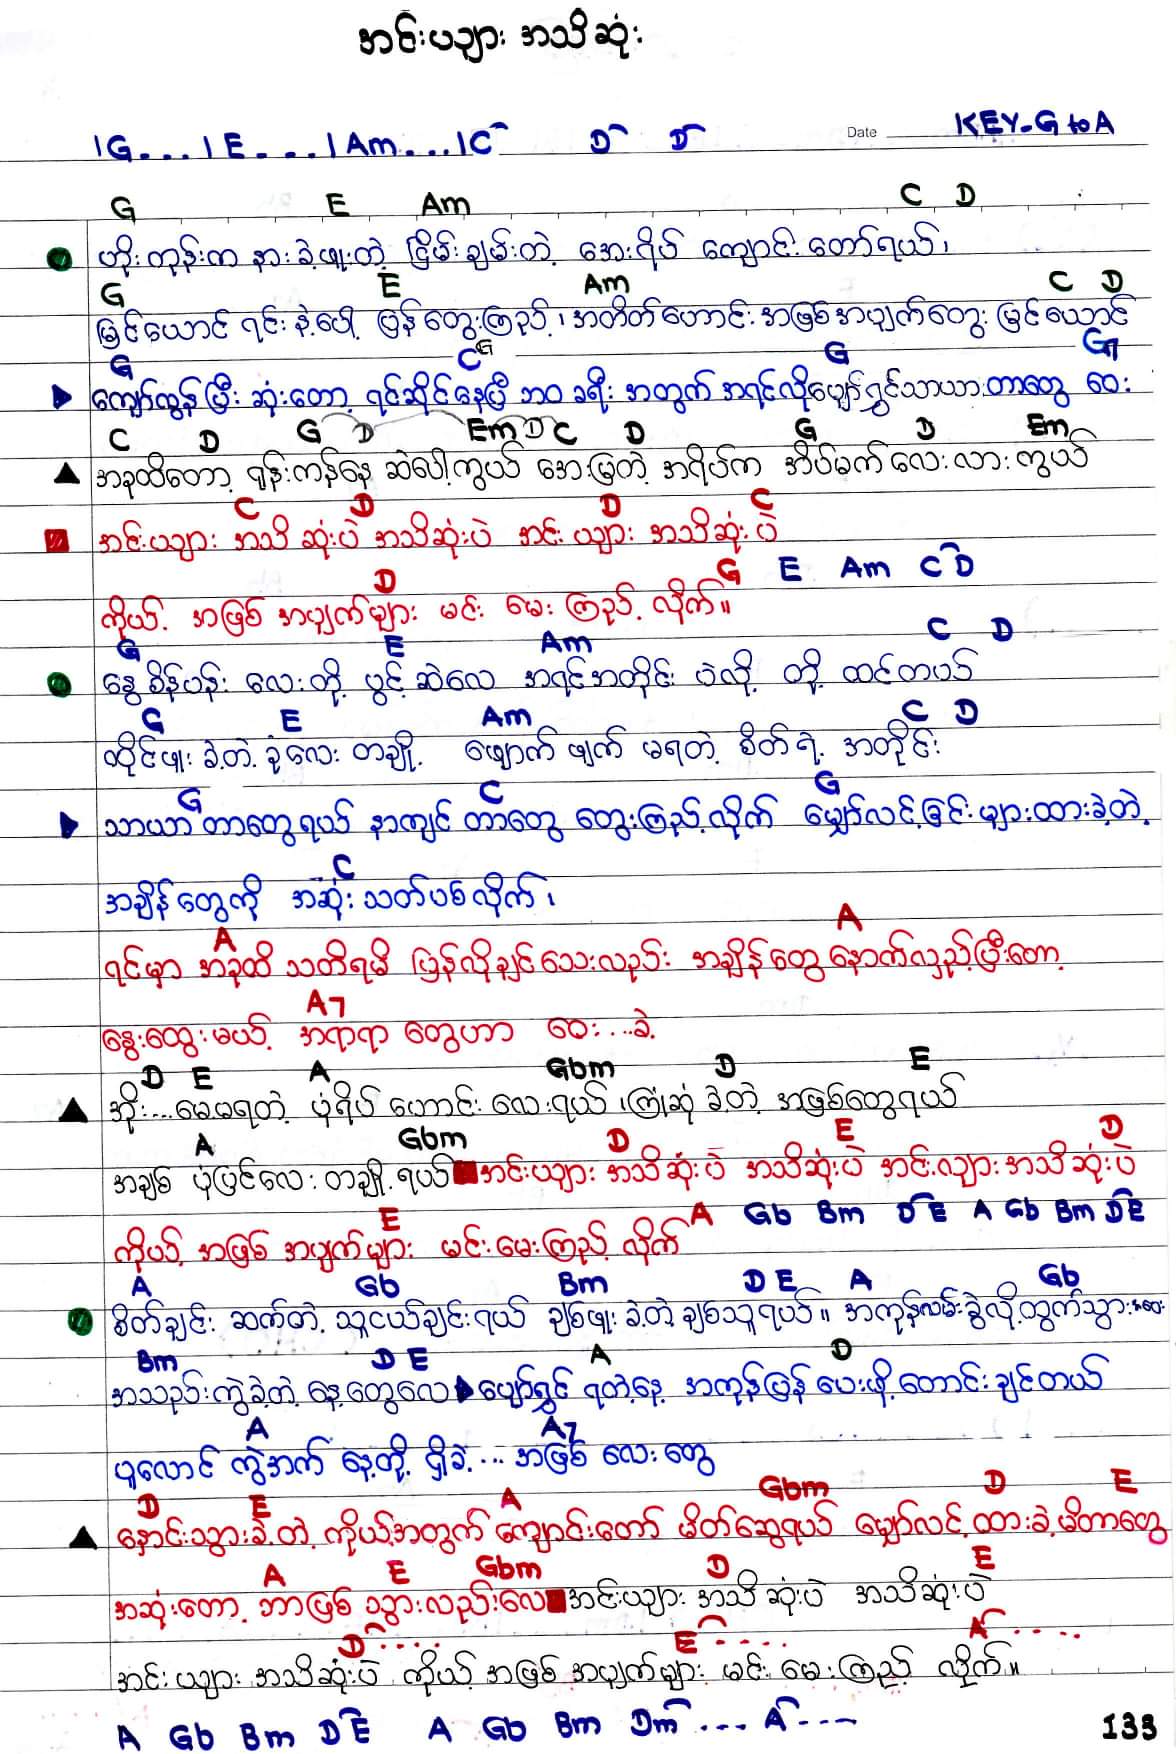 အင်းယျား အသိဆုံး
Date KEY-G to A
|G...|E....|Am....|C D D
G E Am C D
ဟိုးကုန်းက နားခဲ့ဖူးတဲ့ ငြိမ်းချမ်းတဲ့ အေးရိပ် ကျောင်းတော်ရယ်၊
G E Am C D
မြင်ယောင် ရင်းနဲ့ပေါ့ ပြန်တွေးကြည့်၊ အတိတ်ဟောင်း အဖြစ်အပျက်တွေး မြင်ယောင်
G C G G G7
ကျော်လွန်ပြီး ဆုံးတော့ ရင်ဆိုင်နေပြီ ဘဝ ခရီး အတွက် အရင်လိုပျော်ရွှင်သာယာတာတွေ ဝေး
C D G D Em D C D G D Em
အခုထိတော့ ရုန်းကန်နေ ဆဲပေါ့ကွယ် အေးမြတဲ့ အရိပ်က အိပ်မက်လေးလားကွယ်
C D D C
အင်းယျား အသိဆုံးပဲ အသိဆုံးပဲ အင်းယျား အသိဆုံးပဲ
D G E Am C D
ကိုယ့် အဖြစ် အပျက်များ မင်း မေးကြည့် လိုက်။
G E Am C D
နွေ စိန်ပန်း လေးတို့ ပွင့်ဆဲလေ အရင်အတိုင်း ပဲလို့ တို့ ထင်တယ်
G E Am C D
ထိုင်ဖူးခဲ့တဲ့ ခုံလေး တချို့ ဖျောက်ဖျက် မရတဲ့ စိတ်ရဲ့ အတိုင်း
G C G
သာယာတာတွေရယ် နာကျင်တာတွေ တွေးကြည့်လိုက် မျှော်လင့်ခြင်းများထားခဲ့တဲ့
C
အချိန်တွေကို အဆုံးသတ်ပစ်လိုက်၊
A A
ရင်မှာ အခုထိ သတိရမိ ပြန်လိုချင်သေးလည်း အချိန်တွေနောက်လှည့်ပြီးတော့
A7
နွေးထွေးမယ့် အရာရာတွေဟာ ဝေး...ခဲ့
D E A Gbm D E
အိုး...မေ့မရတဲ့ ပုံရိပ်ဟောင်းလေးရယ် ၊ကြုံဆုံခဲ့တဲ့ အဖြစ်တွေရယ်
A Gbm D E D
အချစ် ပုံပြင်လေးတချို့ရယ် အင်းယျား အသိဆုံးပဲ အသိဆုံးပဲ အင်းလျားအသိဆုံးပဲ
E A Gb Bm D E A Gb Bm D E
ကိုယ့် အဖြစ် အပျက်များ မင်းမေးကြည့် လိုက်
A Gb Bm D E A Gb
စိတ်ချင်း ဆက်တဲ့ သူငယ်ချင်းရယ် ချစ်ဖူးခဲ့တဲ့ ချစ်သူရယ်။ အကုန်လမ်းခွဲလို့ထွက်သွား
Bm D E A D
အသည်းကွဲခဲ့တဲ့ နေ့တွေလေ ပျော်ရွှင် ရတဲ့နေ့ အကုန်ပြန် ပေးဖို့တောင်းချင်တယ်
A A7
ပူလောင် ကွဲအက် နေ့တို့ ရှိခဲ့... အဖြစ် လေးတွေ
D E A Gbm D E
နှောင်းသွားခဲ့တဲ့ ကိုယ့်အတွက် ကျောင်းတော် မိတ်ဆွေရယ် မျှော်လင့်ထားခဲ့မိတာတွေ
A E Gbm D E
အဆုံးတော့ ဘာဖြစ် သွားလည်းလေ အင်းယျား အသိဆုံးပဲ အသိဆုံးပဲ
D..... E...... A......
အင်းယျား အသိဆုံးပဲ ကိုယ့် အဖြစ် အပျက်များ မင်း မေးကြည့် လိုက်။
A Gb Bm D E A Gb Bm Dm... A---
133